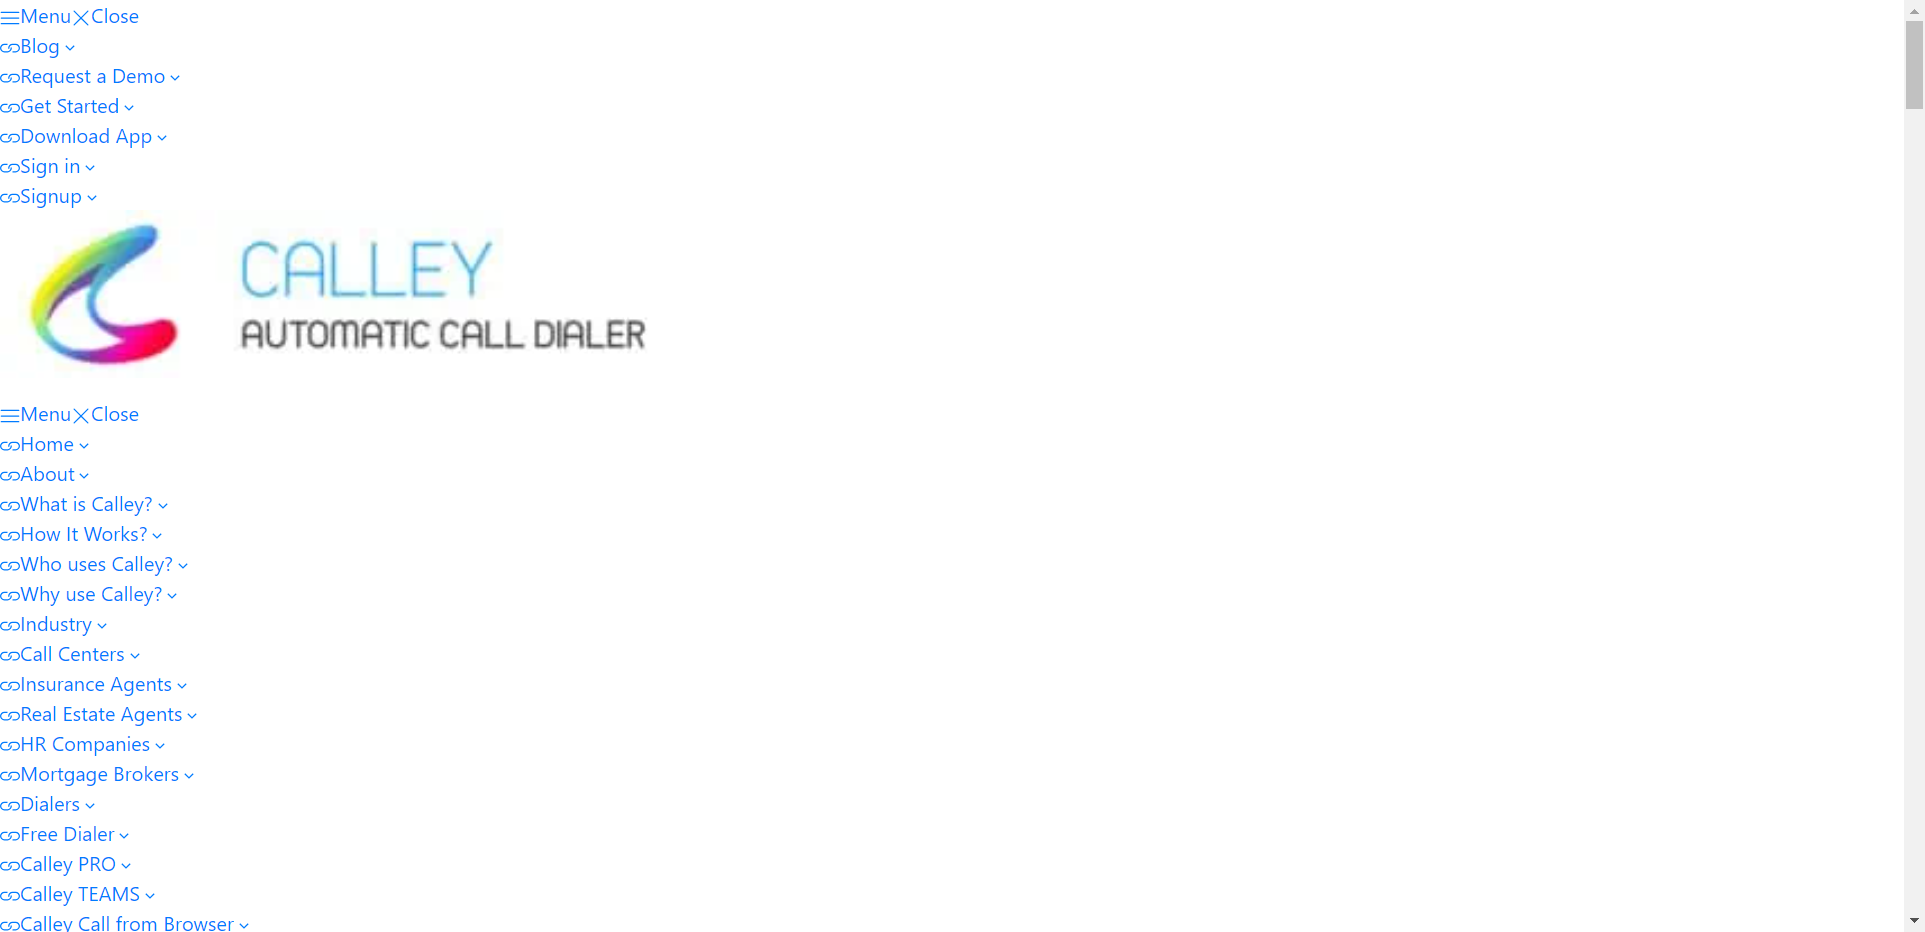 MenuClose
Blog
Request a Demo
Get Started
Download App
Sign in
Signup
CALLEY
AUTOMATIC CALL DIALER
MenuClose
Home
About
What is Calley?
How It Works?
Who uses Calley?
Why use Calley?
Industry
Call Centers
Insurance Agents
Real Estate Agents
HR Companies
Mortgage Brokers
Dialers
Free Dialer
Calley PRO
Calley TEAMS
Calley Call from Browser